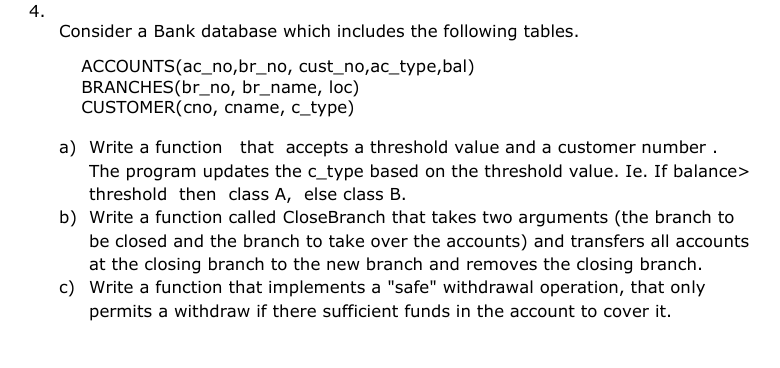 4.
Consider a Bank database which includes the following tables.
ACCOUNTS(ac_no,br_no, cust_no,ac_type,bal)
BRANCHES(br_no, br_name, loc)
CUSTOMER(cno, cname, c_type)
a) Write a function that accepts a threshold value and a customer number .
The program updates the c_type based on the threshold value. Ie. If balance>
threshold then class A, else class B.
b) Write a function called CloseBranch that takes two arguments (the branch to
be closed and the branch to take over the accounts) and transfers all accounts
at the closing branch to the new branch and removes the closing branch.
c) Write a function that implements a "safe" withdrawal operation, that only
permits a withdraw if there sufficient funds in the account to cover it.